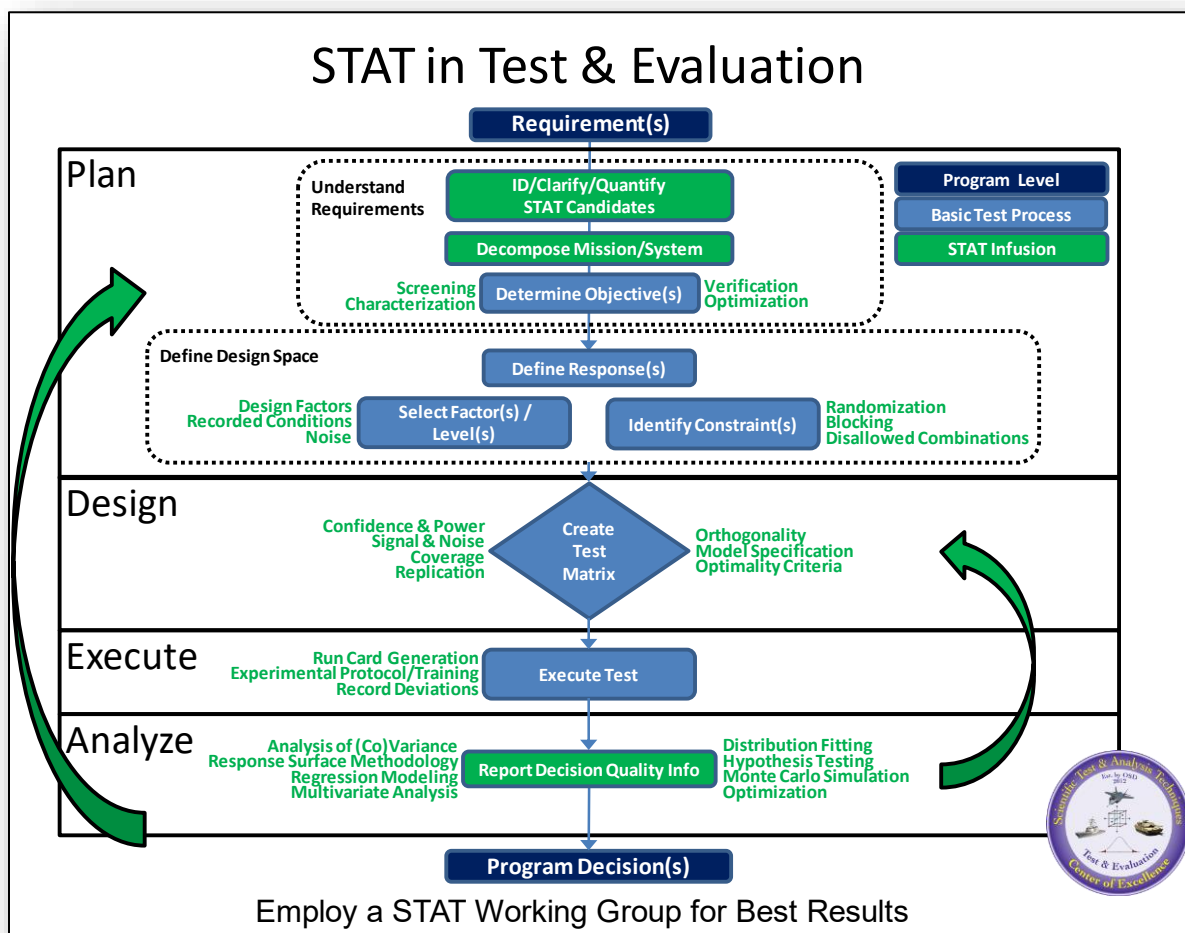 STAT in Test & Evaluation
Requirement(s)
Plan
Understand
Requirements
ID/Clarify/Quantify
STAT Candidates
Program Level
Basic Test Process
STAT Infusion
Decompose Mission/System
Screening
Characterization
Determine Objective(s)
Verification
Optimization
Define Design Space
Define Response(s)
Design Factors
Recorded Conditions
Noise
Select Factor(s) /
Level(s)
Identify Constraint(s)
Randomization
Blocking
Disallowed Combinations
Design
Confidence & Power
Signal & Noise
Coverage
Replication
Create
Test
Matrix
Orthogonality
Model Specification
Optimality Criteria
Execute
Run Card Generation
Experimental Protocol/Training
Record Deviations
Execute Test
Analyze
Analysis of (Co)Variance
Response Surface Methodology
Regression Modeling
Multivariate Analysis
Report Decision Quality Info
Distribution Fitting
Hypothesis Testing
Monte Carlo Simulation
Optimization
Scientific Test & Analysis Techniques
Est. by OSD
2012
Test & Evaluation
Center of Excellence
Program Decision(s)
Employ a STAT Working Group for Best Results